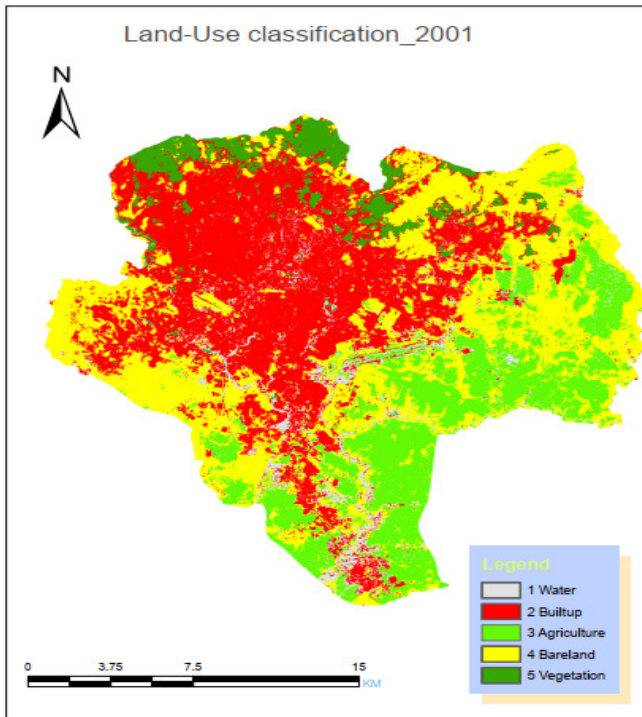 Land-Use classification_2001
N
Legend
1 Water
2 Builtup
3 Agriculture
4 Bareland
5 Vegetation
0 3.75 7.5 15
KM